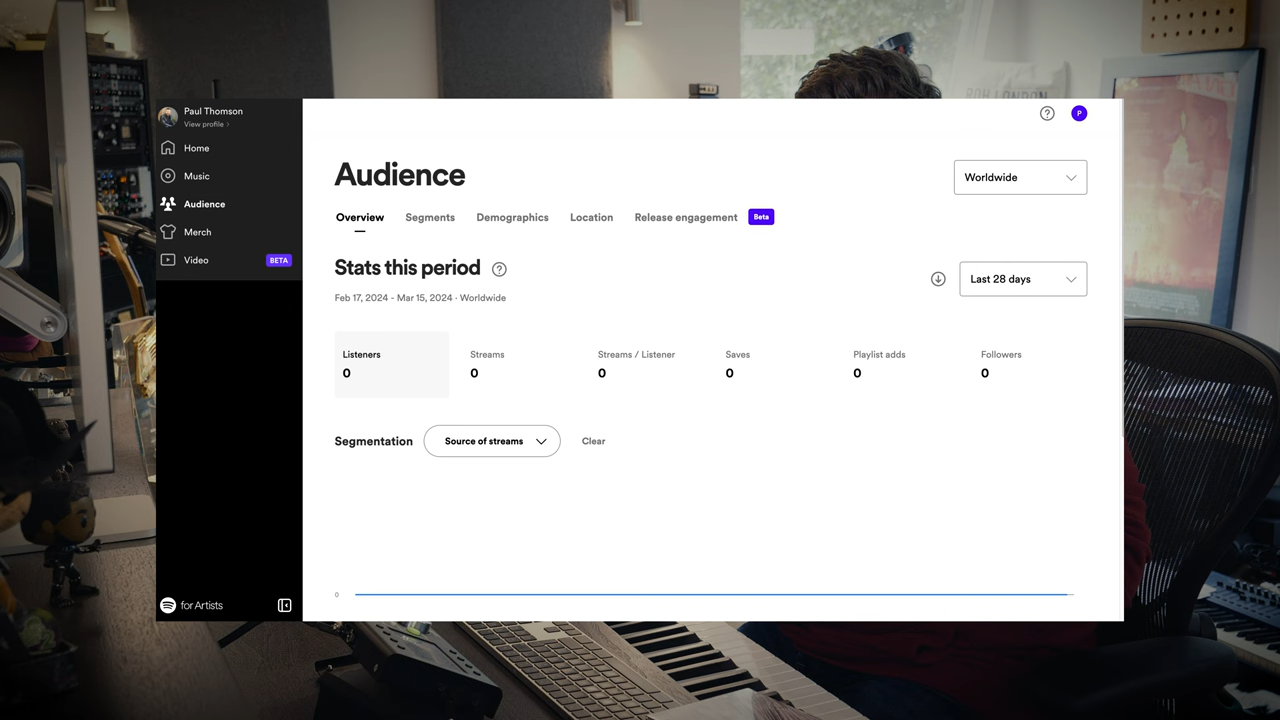 ROH LONDON
Paul Thomson
View profile >
Home
Music
Audience
Merch
Video BETA
for Artists
P
Audience
Worldwide
Overview Segments Demographics Location Release engagement Beta
Stats this period
Last 28 days
Feb 17, 2024 - Mar 15, 2024 · Worldwide
Listeners Streams Streams / Listener Saves Playlist adds Followers
0 0 0 0 0 0
Segmentation Source of streams Clear
0